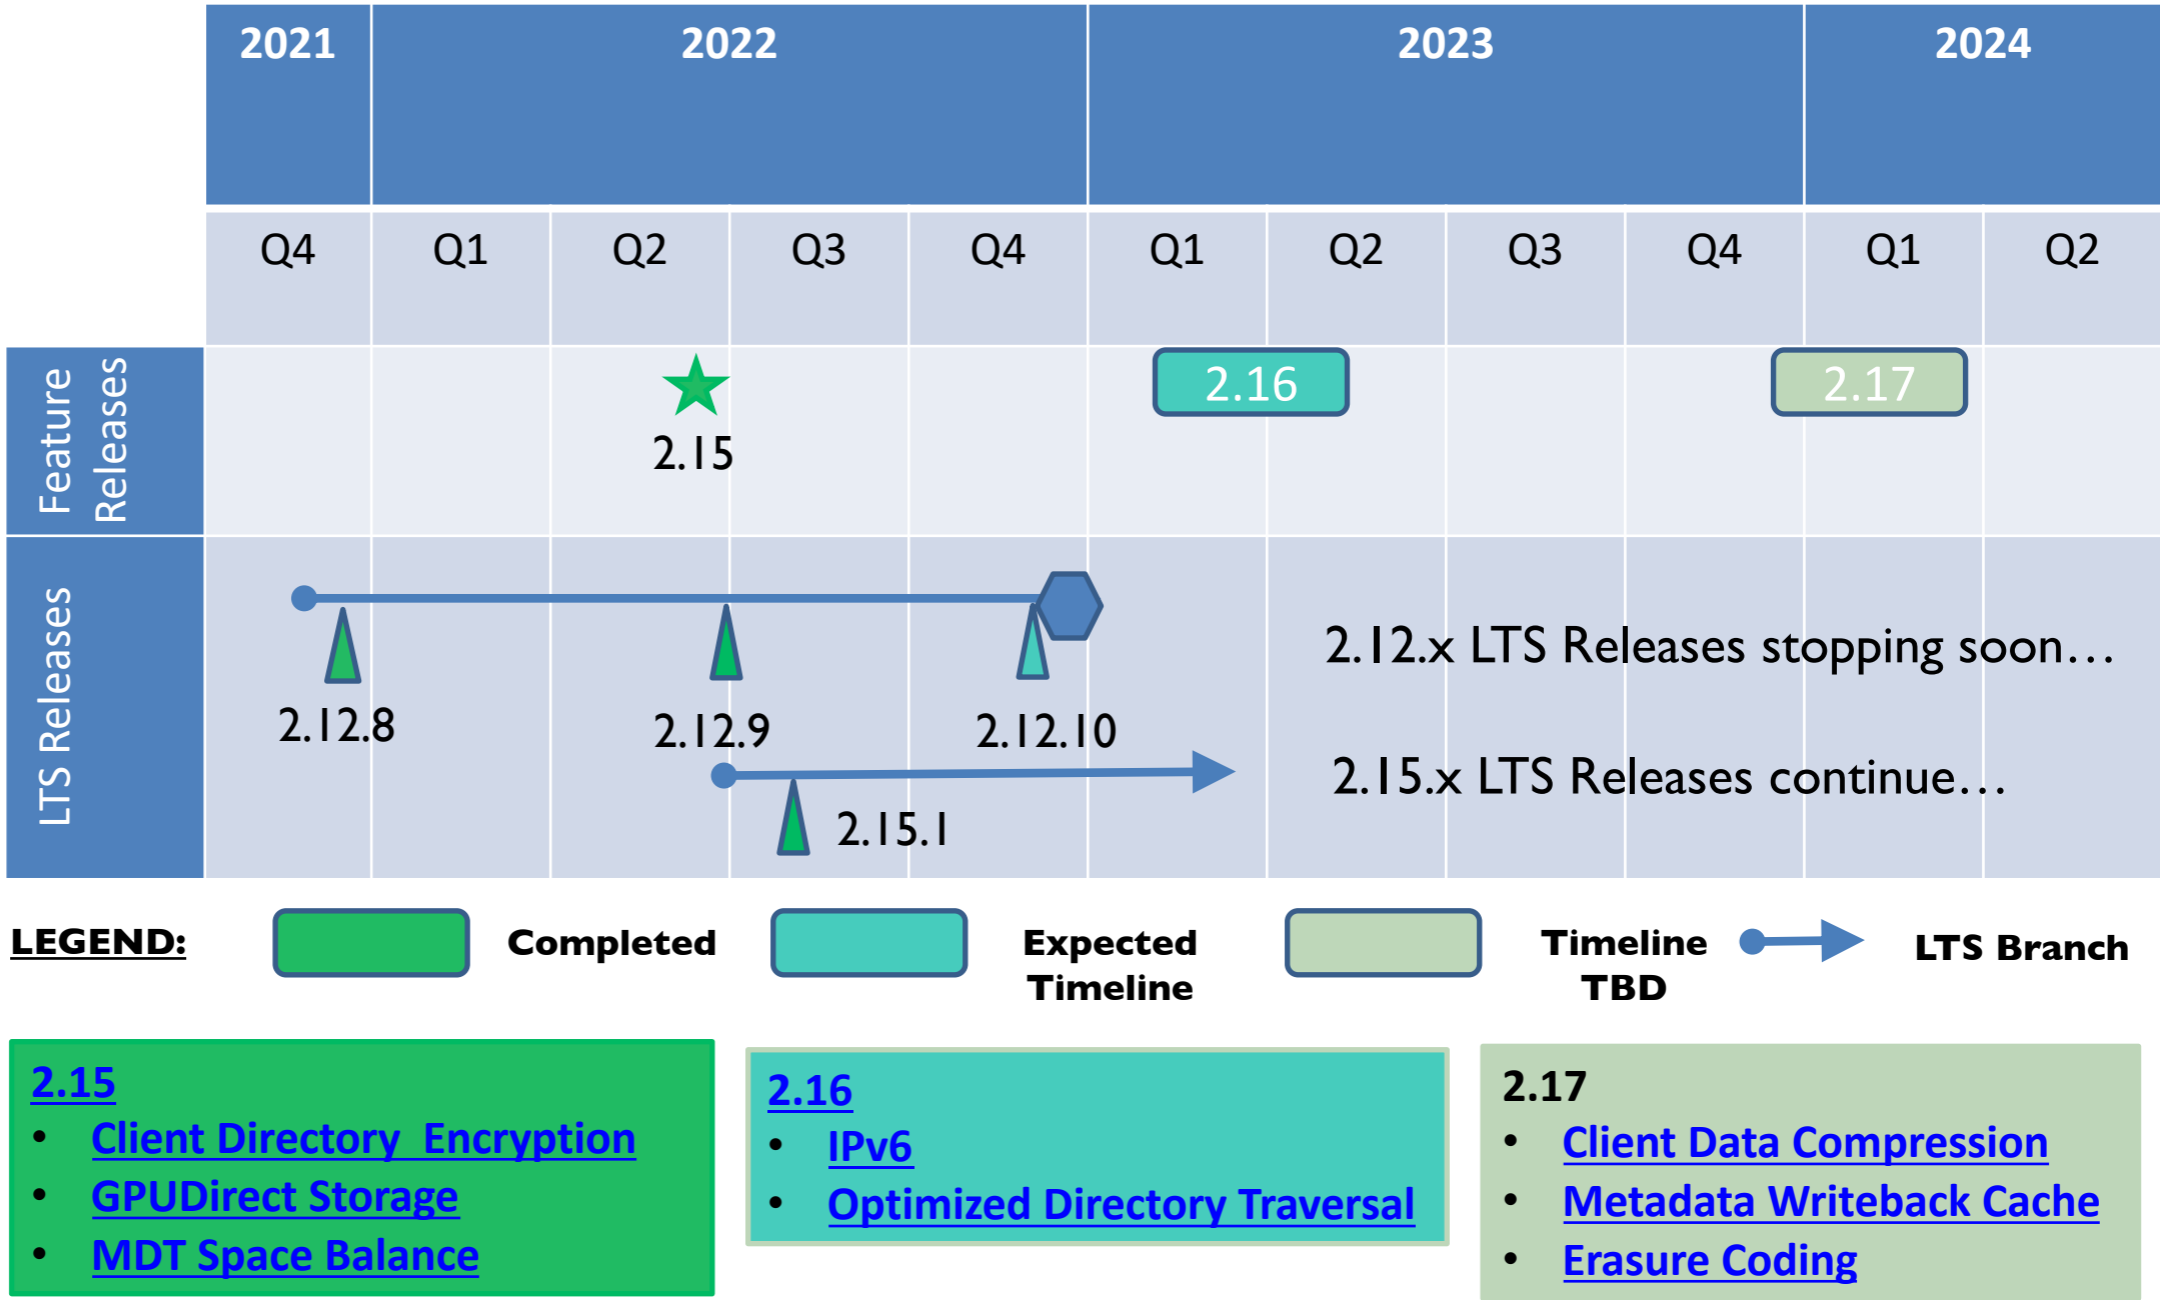 2021 2022 2023 2024
Q4 Q1 Q2 Q3 Q4 Q1 Q2 Q3 Q4 Q1 Q2
Feature
Releases
2.15
2.16
2.17
LTS Releases
2.12.8
2.12.9
2.12.10
2.12.x LTS Releases stopping soon…
2.15.1
2.15.x LTS Releases continue…
LEGEND:
Completed
Expected
Timeline
Timeline
TBD
LTS Branch
2.15
• Client Directory  Encryption
• GPUDirect Storage
• MDT Space Balance
2.16
• IPv6
• Optimized Directory Traversal
2.17
• Client Data Compression
• Metadata Writeback Cache
• Erasure Coding